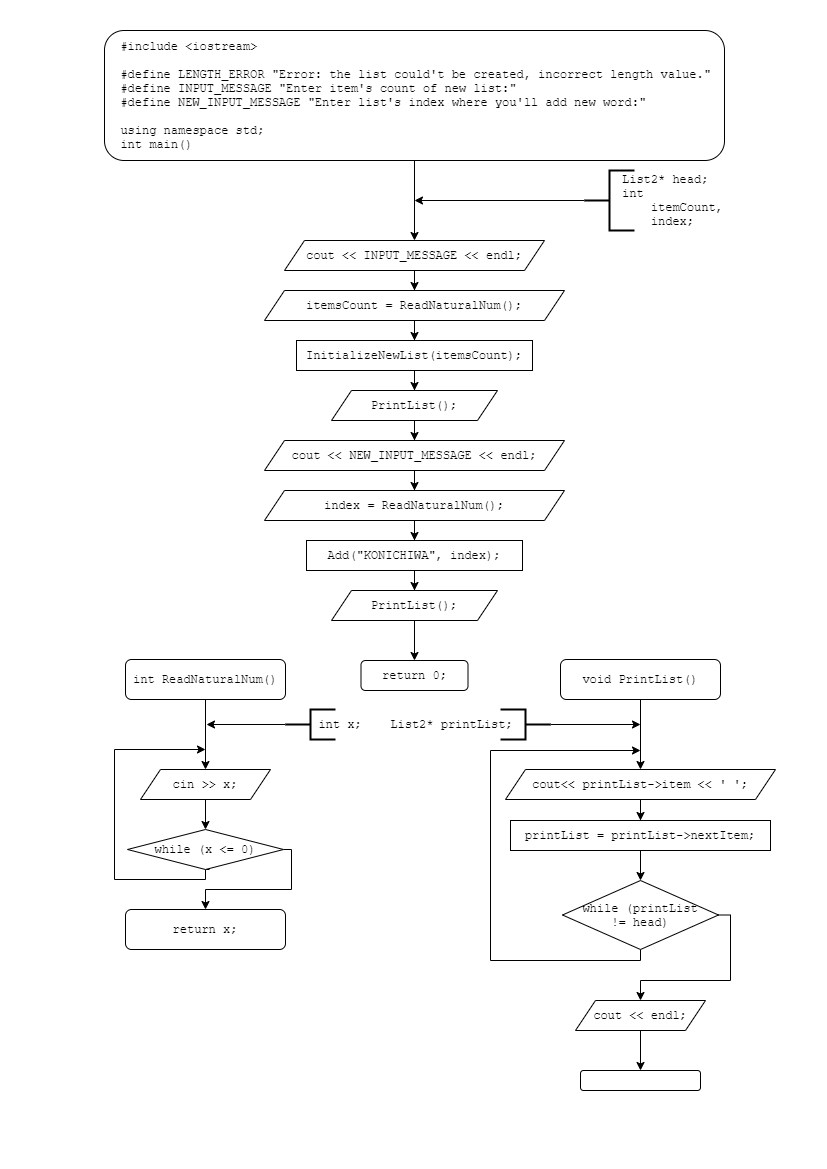 #include <iostream>
#define LENGTH_ERROR "Error: the list could't be created, incorrect length value."
#define INPUT_MESSAGE "Enter item's count of new list:"
#define NEW_INPUT_MESSAGE "Enter list's index where you'll add new word:"
using namespace std;
int main()
List2* head;
int
itemCount,
index;
cout << INPUT_MESSAGE << endl;
itemsCount = ReadNaturalNum();
InitializeNewList(itemsCount);
PrintList();
cout << NEW_INPUT_MESSAGE << endl;
index = ReadNaturalNum();
Add("KONICHIWA", index);
PrintList();
return 0;
int ReadNaturalNum()
int x;
cin >> x;
while (x <= 0)
return x;
void PrintList()
List2* printList;
cout<< printList->item << ' ';
printList = printList->nextItem;
while (printList
!= head)
cout << endl;